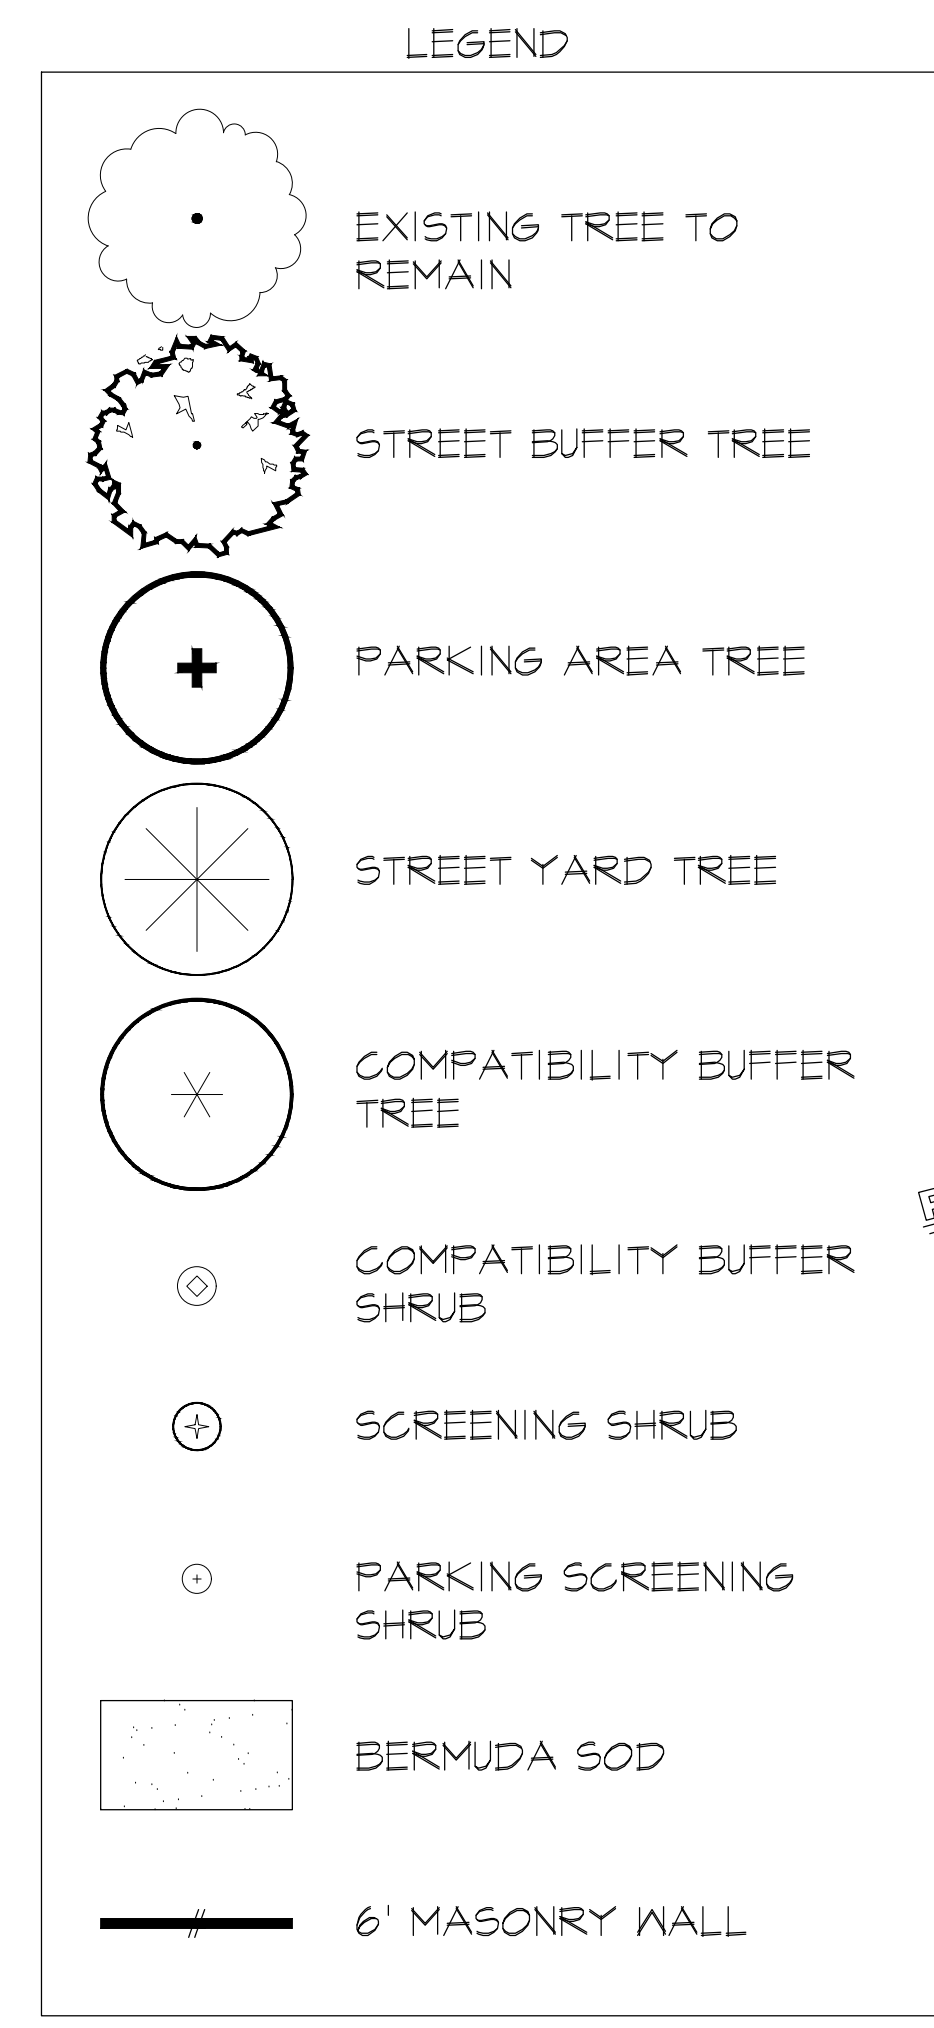 LEGEND
EXISTING TREE TO
REMAIN
STREET BUFFER TREE
PARKING AREA TREE
STREET YARD TREE
COMPATIBILITY BUFFER
TREE
COMPATIBILITY BUFFER
SHRUB
SCREENING SHRUB
PARKING SCREENING
SHRUB
BERMUDA SOD
6' MASONRY WALL